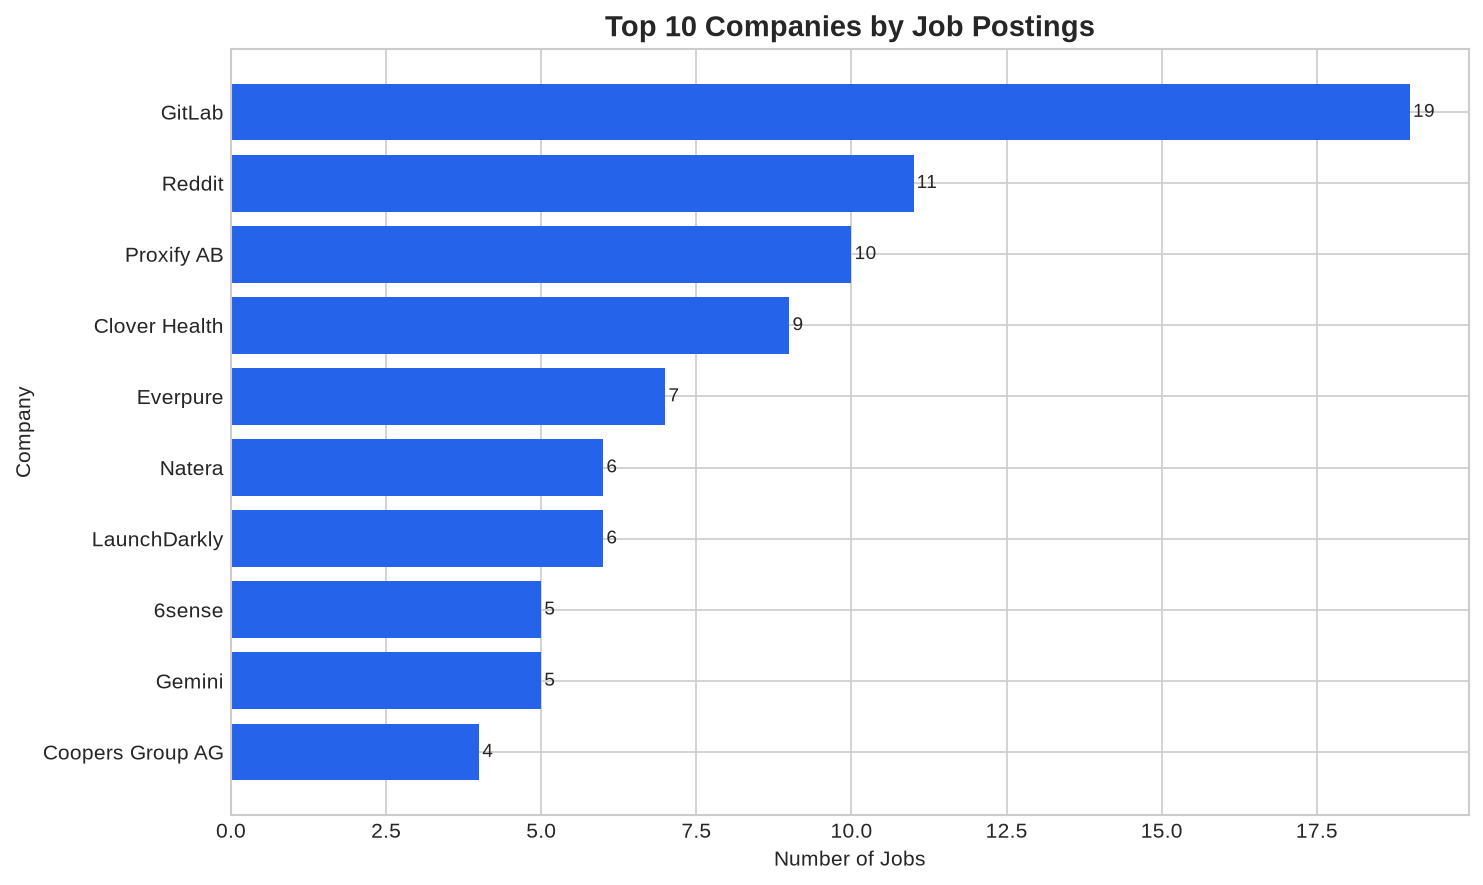 Top 10 Companies by Job Postings
GitLab 19
Reddit 11
Proxify AB 10
Clover Health 9
Everpure 7
Natera 6
LaunchDarkly 6
6sense 5
Gemini 5
Coopers Group AG 4
Company
0.0 2.5 5.0 7.5 10.0 12.5 15.0 17.5
Number of Jobs